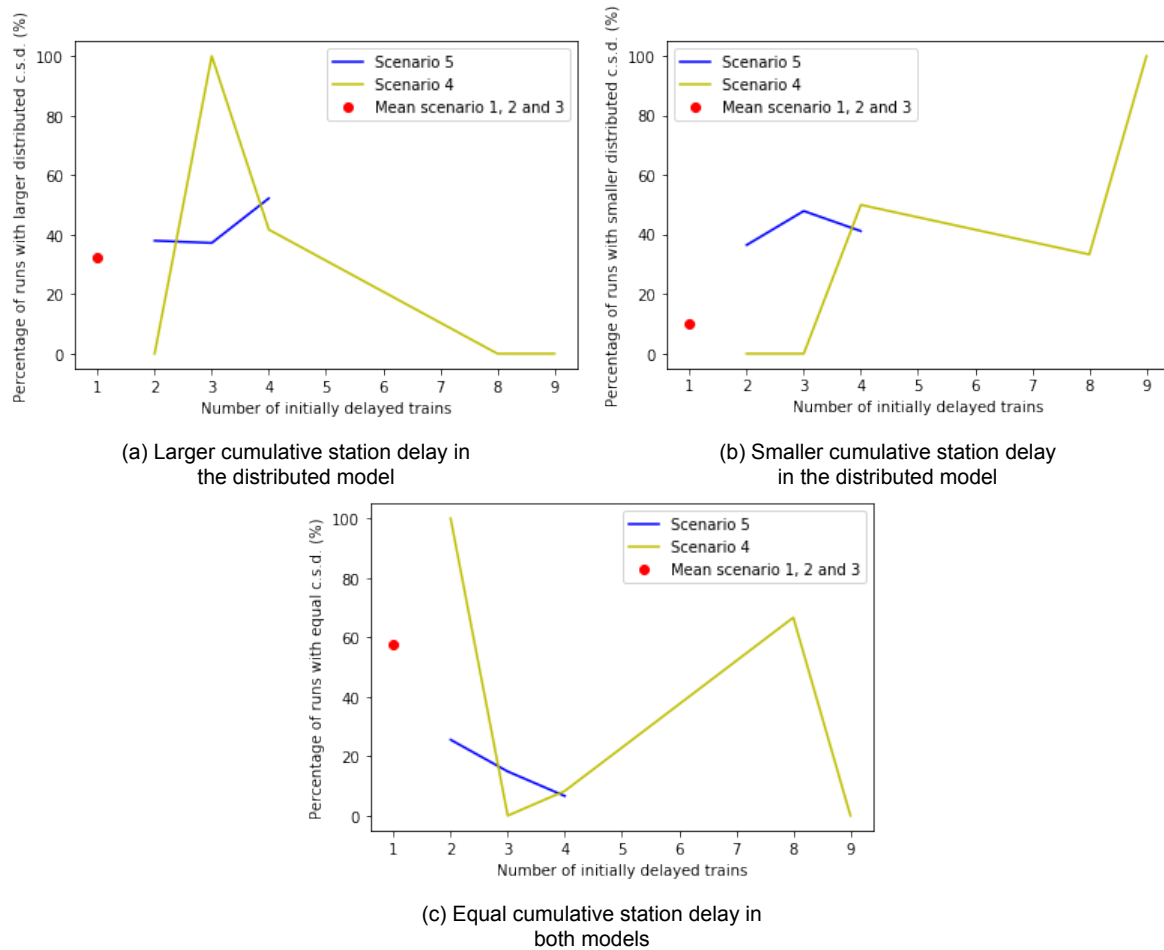 Percentage of runs with larger distributed c.s.d. (%)
100
80
60
40
20
0
Scenario 5
Scenario 4
Mean scenario 1, 2 and 3
1 2 3 4 5 6 7 8 9
Number of initially delayed trains
(a) Larger cumulative station delay in
the distributed model
Percentage of runs with smaller distributed c.s.d. (%)
100
80
60
40
20
0
Scenario 5
Scenario 4
Mean scenario 1, 2 and 3
1 2 3 4 5 6 7 8 9
Number of initially delayed trains
(b) Smaller cumulative station delay
in the distributed model
Percentage of runs with equal c.s.d. (%)
100
80
60
40
20
0
Scenario 5
Scenario 4
Mean scenario 1, 2 and 3
1 2 3 4 5 6 7 8 9
Number of initially delayed trains
(c) Equal cumulative station delay in
both models